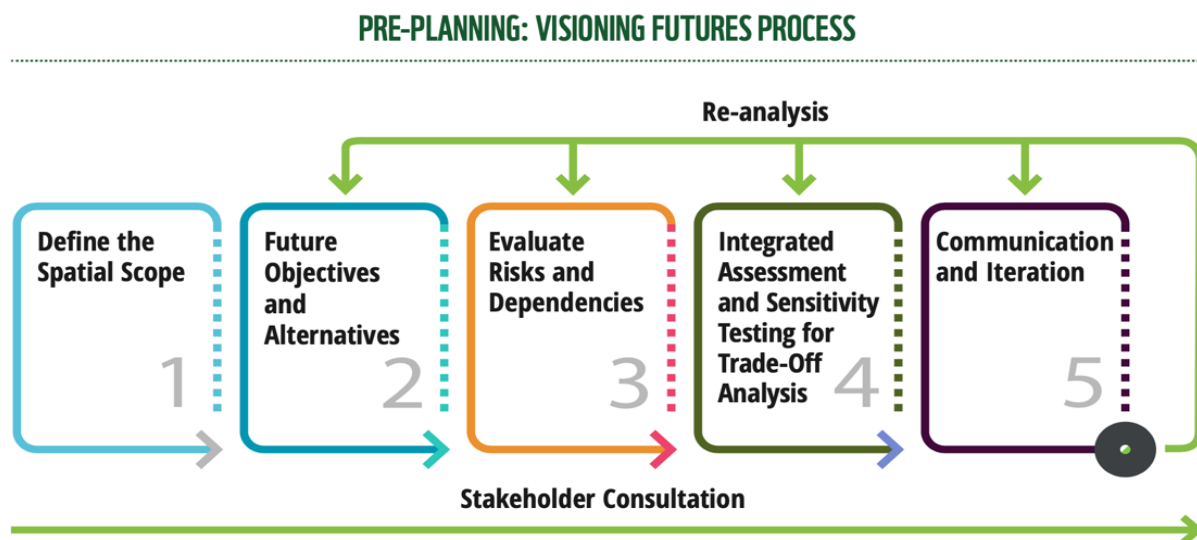 PRE-PLANNING: VISIONING FUTURES PROCESS
Re-analysis
Define the
Spatial Scope
1
Future
Objectives
and
Alternatives
2
Evaluate
Risks and
Dependencies
3
Integrated
Assessment
and Sensitivity
Testing for
Trade-Off
Analysis
4
Communication
and Iteration
5
Stakeholder Consultation